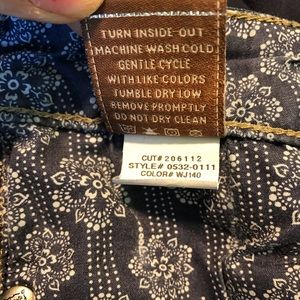 TURN INSIDE OUT
MACHINE WASH COLD
GENTLE CYCLE
WITH LIKE COLORS
TUMBLE DRY LOW
REMOVE PROMPTLY
DO NOT DRY CLEAN
CUT# 206112
STYLE# 0532-0111
COLOR# WJ140